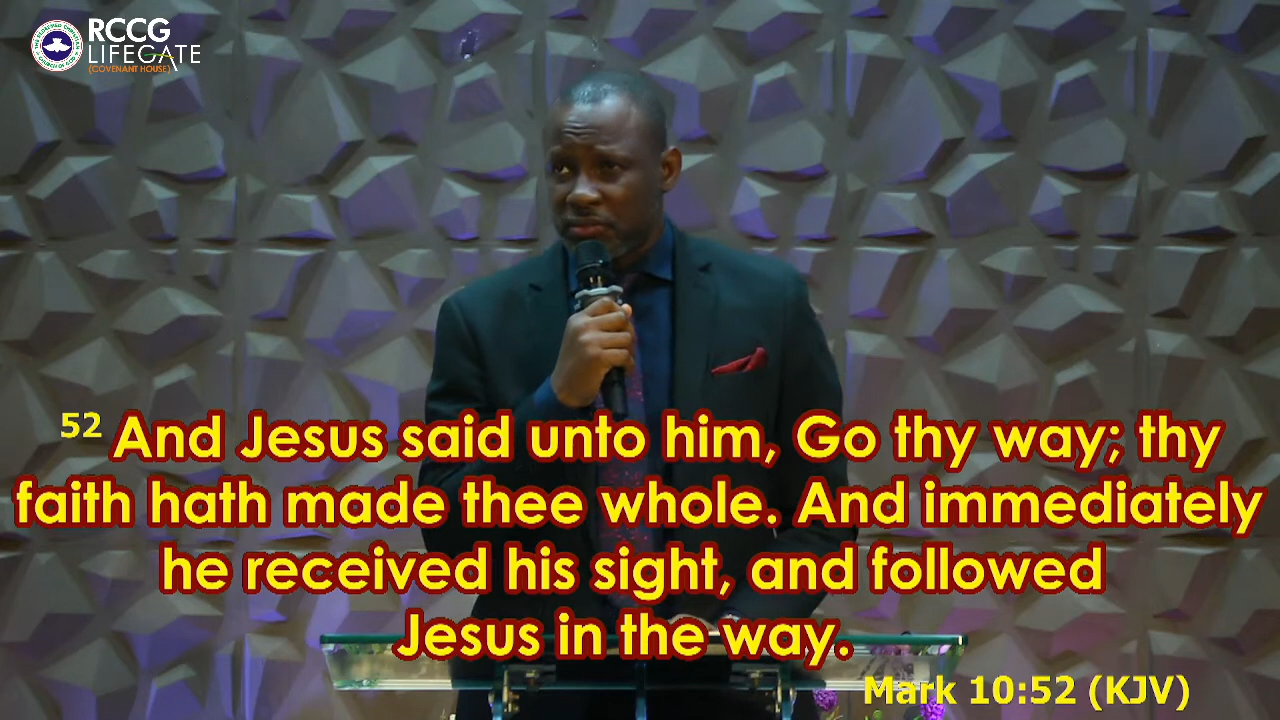 RCCG
LIFEGATE
(COVENANT HOUSE)
52 And Jesus said unto him, Go thy way; thy
faith hath made thee whole. And immediately
he received his sight, and followed
Jesus in the way.
Mark 10:52 (KJV)